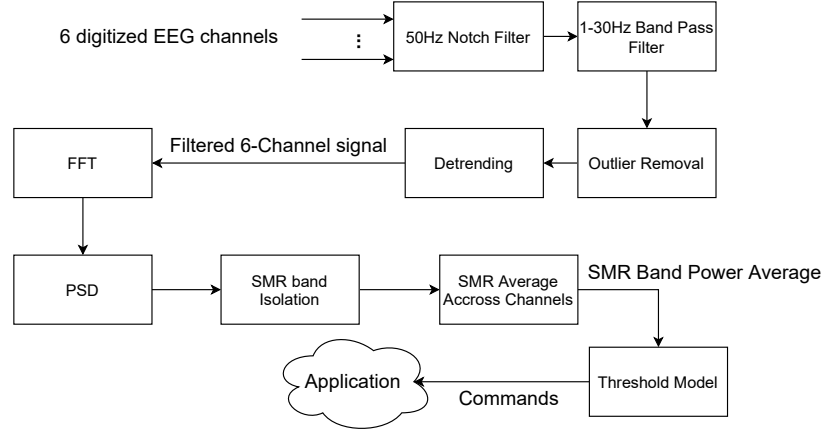 6 digitized EEG channels
...
50Hz Notch Filter
1-30Hz Band Pass
Filter
Outlier Removal
Detrending
Filtered 6-Channel signal
FFT
PSD
SMR band
Isolation
SMR Average
Accross Channels
SMR Band Power Average
Threshold Model
Commands
Application